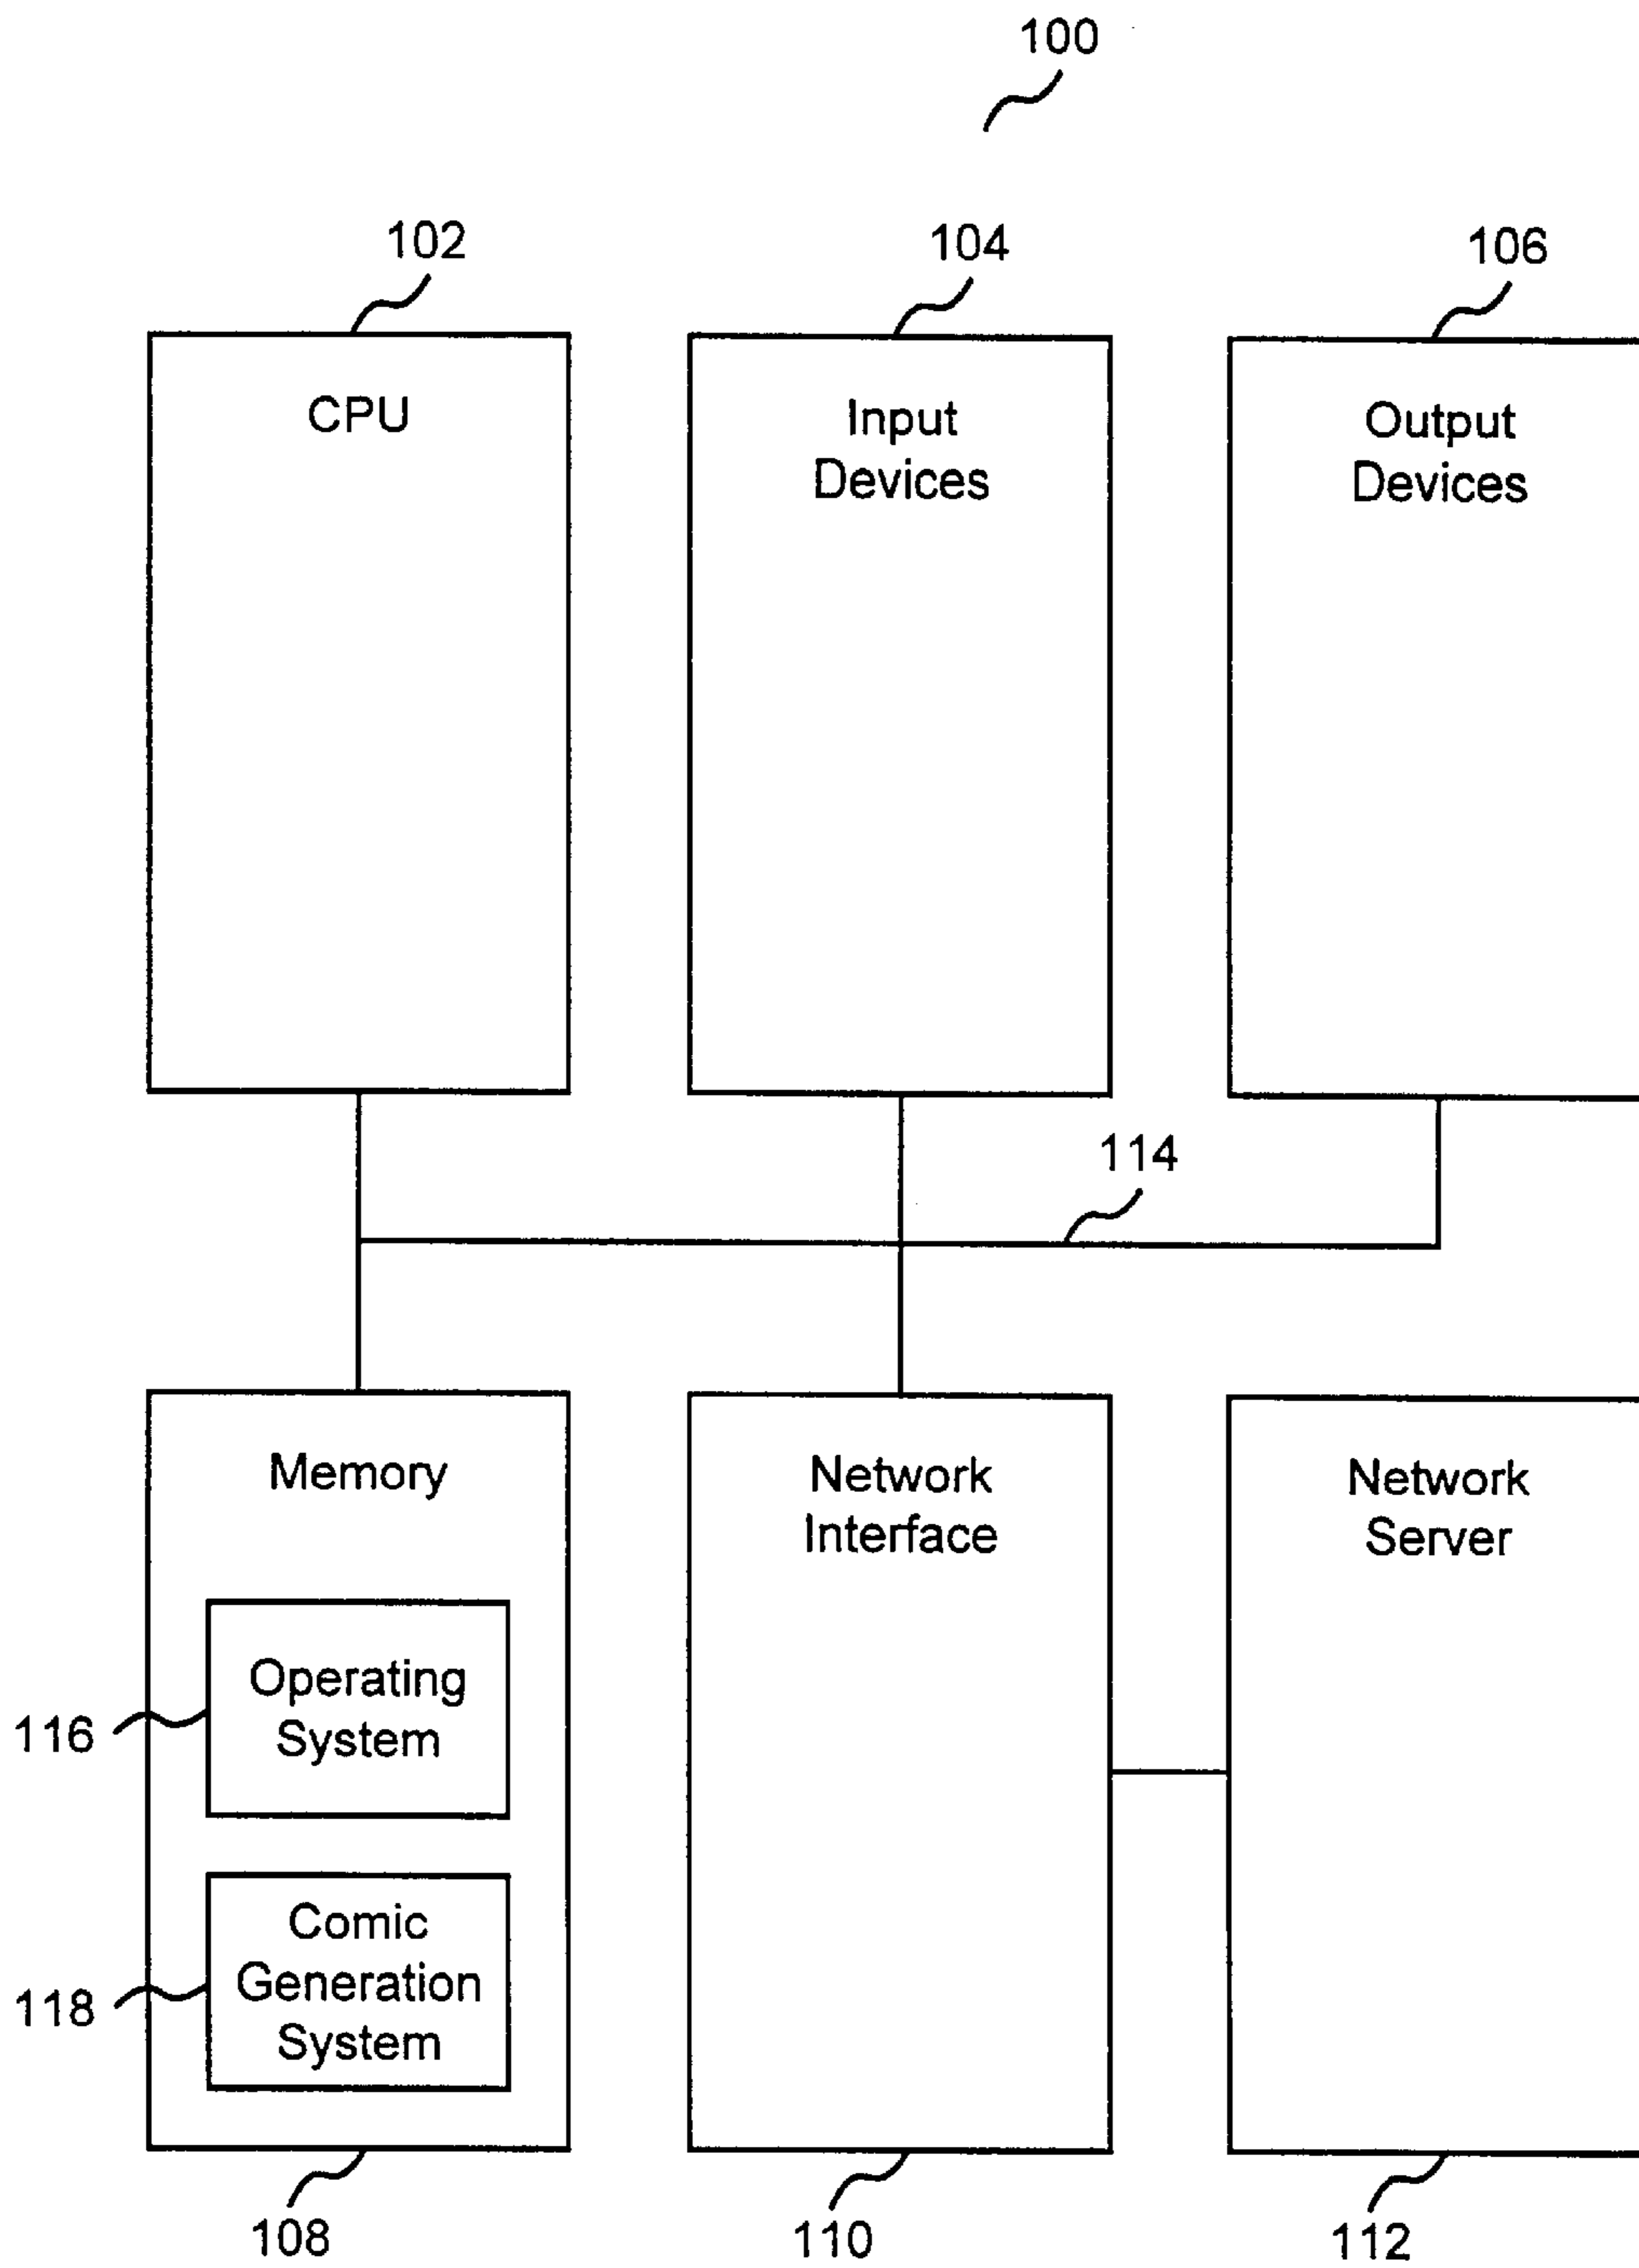 100
102
104
106
CPU
Input
Devices
Output
Devices
114
Memory
Network
Interface
Network
Server
Operating
System
116
Comic
Generation
System
118
108
110
112